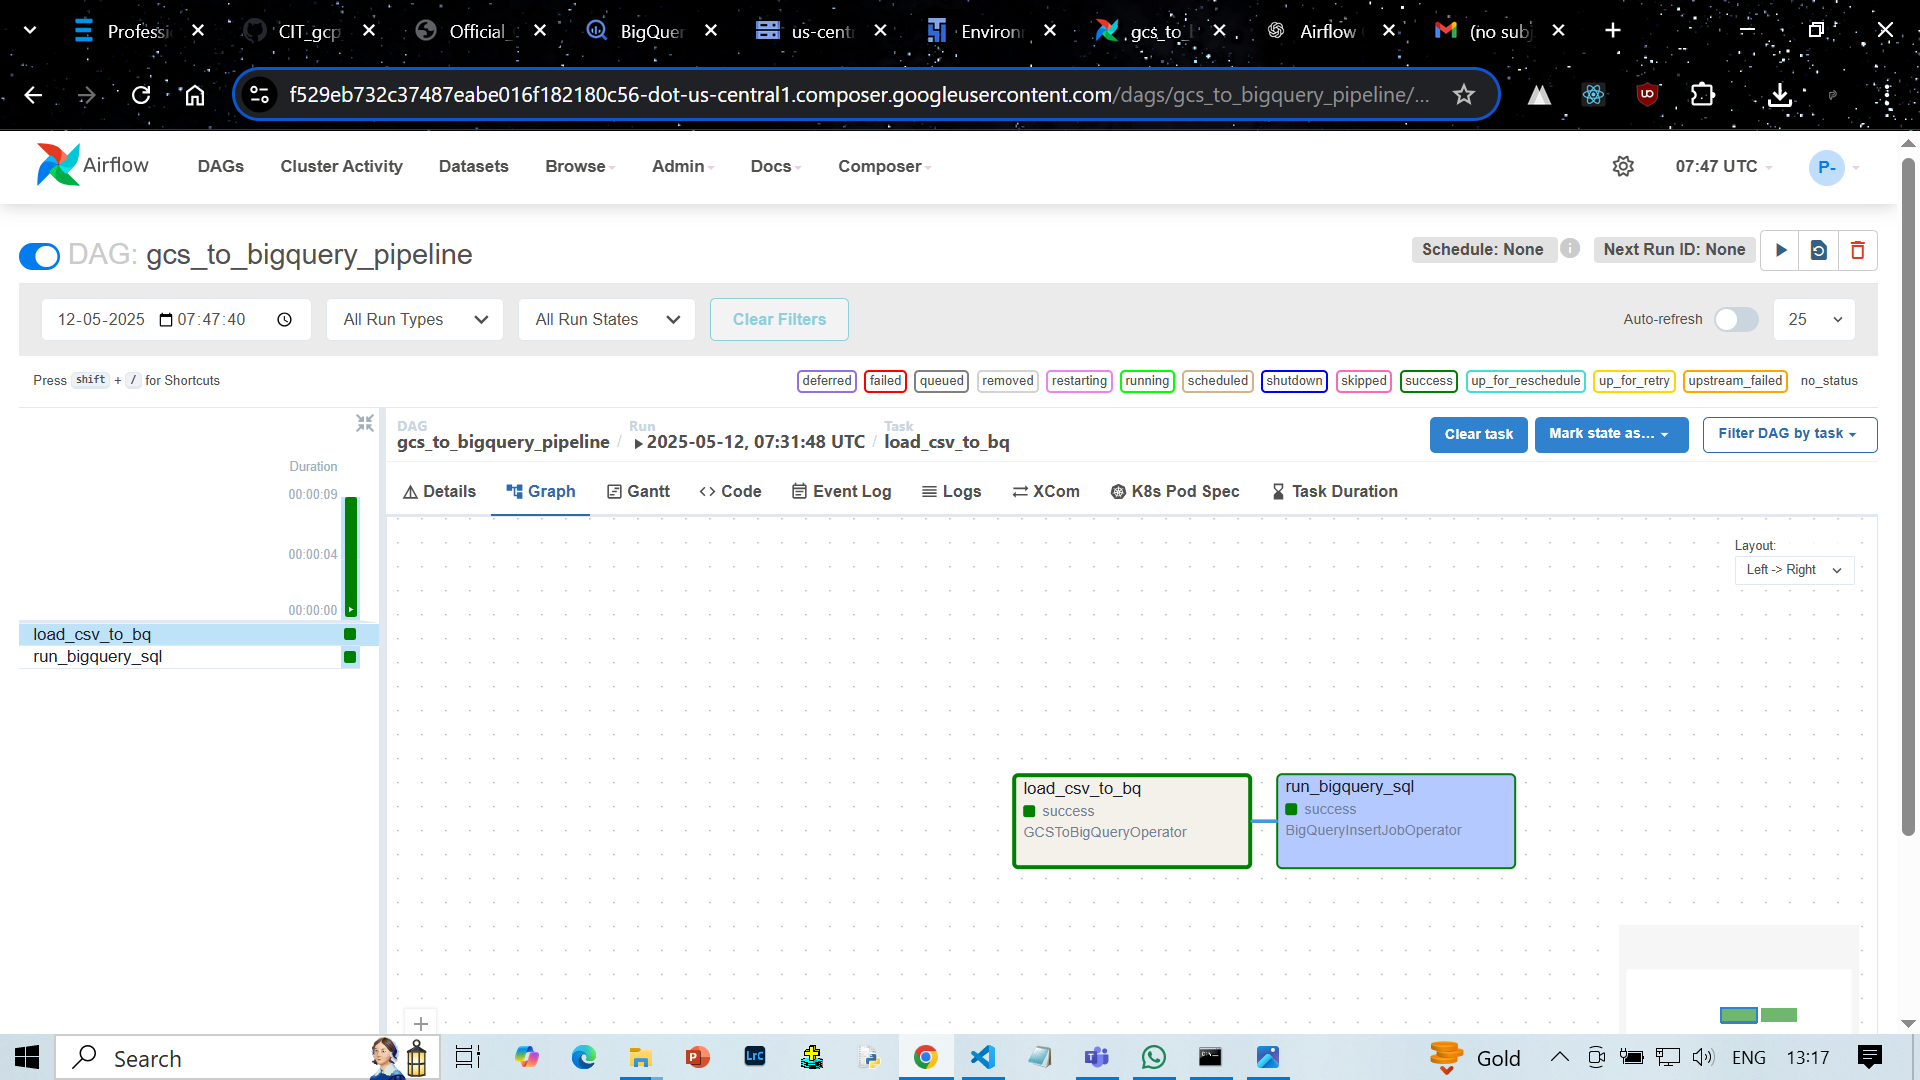 Professi
CIT_gcp
Official_
BigQuer
us-centr
Environm
gcs_to_b
Airflow
(no subj
f529eb732c37487eabe016f182180c56-dot-us-central1.composer.googleusercontent.com/dags/gcs_to_bigquery_pipeline/...
Airflow
DAGs
Cluster Activity
Datasets
Browse
Admin
Docs
Composer
07:47 UTC
P-
DAG: gcs_to_bigquery_pipeline
Schedule: None
Next Run ID: None
12-05-2025 07:47:40
All Run Types
All Run States
Clear Filters
Auto-refresh
25
Press shift + / for Shortcuts
deferred
failed
queued
removed
restarting
running
scheduled
shutdown
skipped
success
up_for_reschedule
up_for_retry
upstream_failed
no_status
DAG
gcs_to_bigquery_pipeline
/
Run
2025-05-12, 07:31:48 UTC
/
Task
load_csv_to_bq
Clear task
Mark state as...
Filter DAG by task
Duration
00:00:09
00:00:04
00:00:00
load_csv_to_bq
run_bigquery_sql
Details
Graph
Gantt
Code
Event Log
Logs
XCom
K8s Pod Spec
Task Duration
Layout:
Left -> Right
load_csv_to_bq
success
GCSToBigQueryOperator
run_bigquery_sql
success
BigQueryInsertJobOperator
Search
LrC
Gold
ENG
13:17